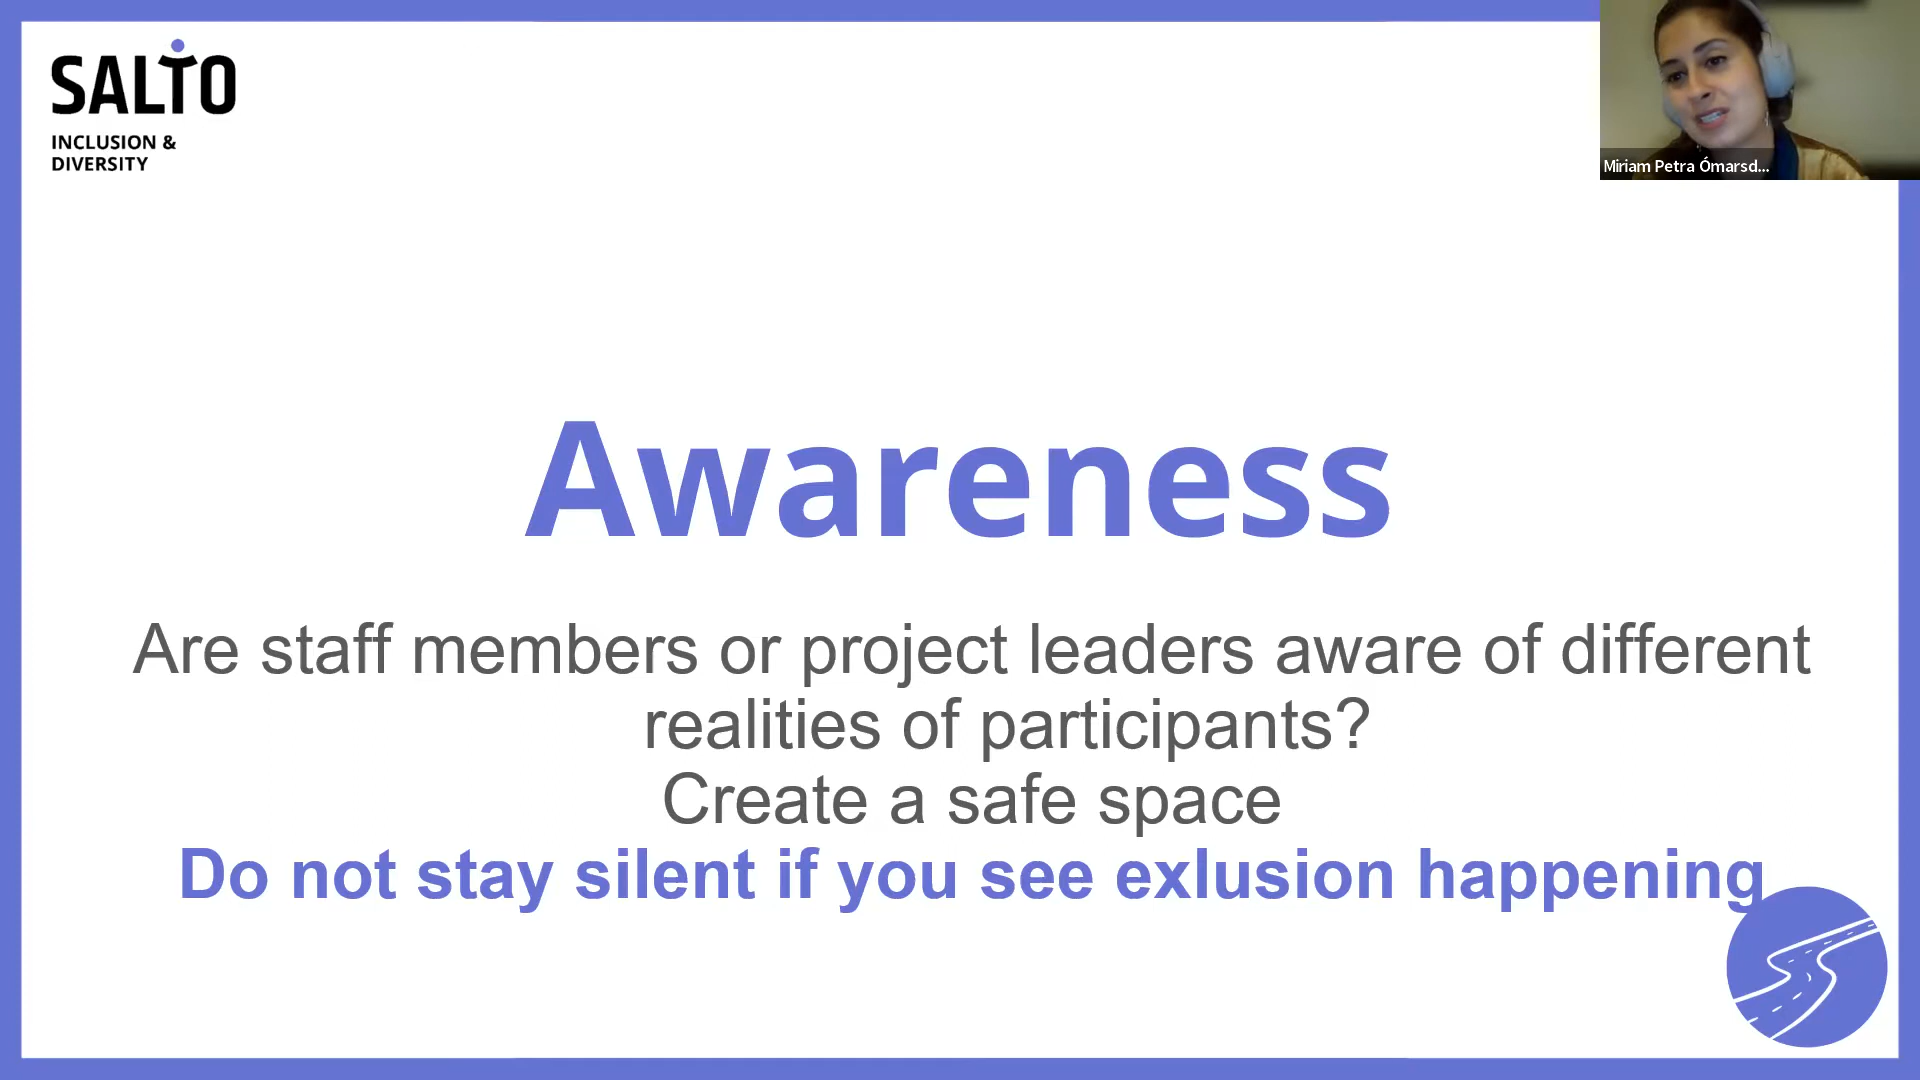 SALTO
INCLUSION &
DIVERSITY
Miriam Petra Ómarsd...
Awareness
Are staff members or project leaders aware of different
realities of participants?
Create a safe space
Do not stay silent if you see exlusion happening